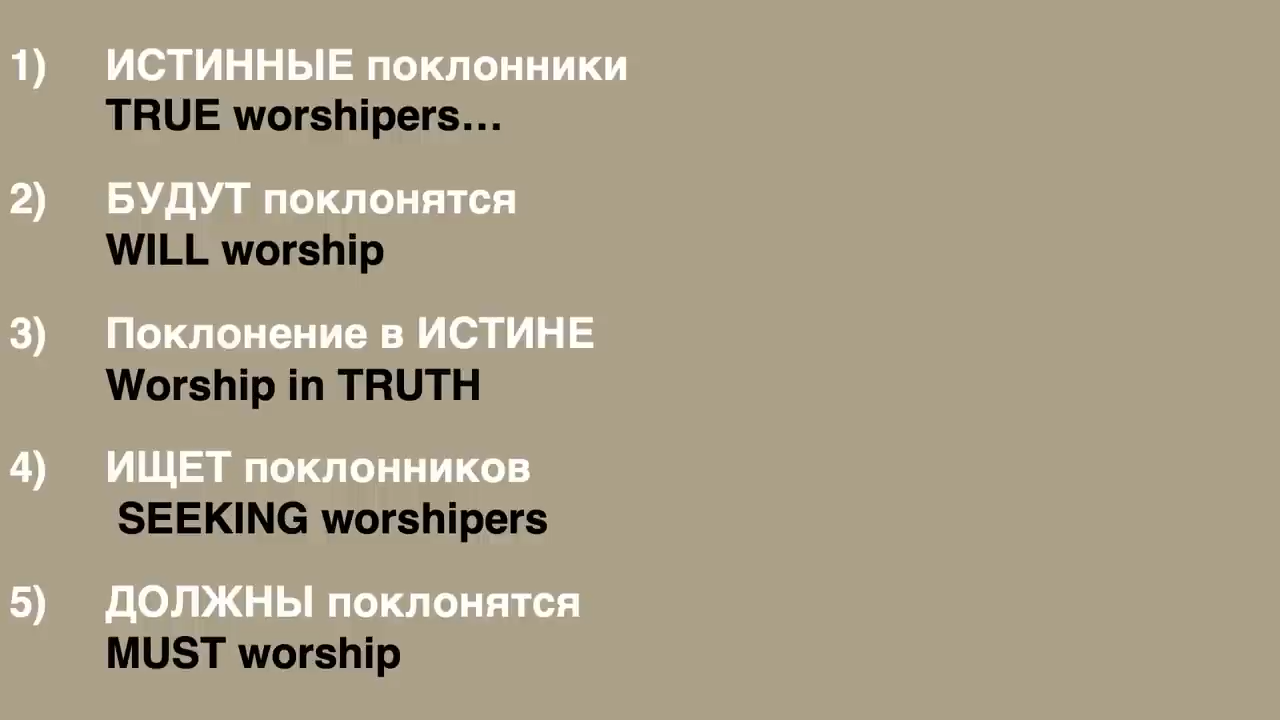 1) ИСТИННЫЕ поклонники
TRUE worshipers...
2) БУДУТ поклонятся
WILL worship
3) Поклонение в ИСТИНЕ
Worship in TRUTH
4) ИЩЕТ поклонников
SEEKING worshipers
5) ДОЛЖНЫ поклонятся
MUST worship